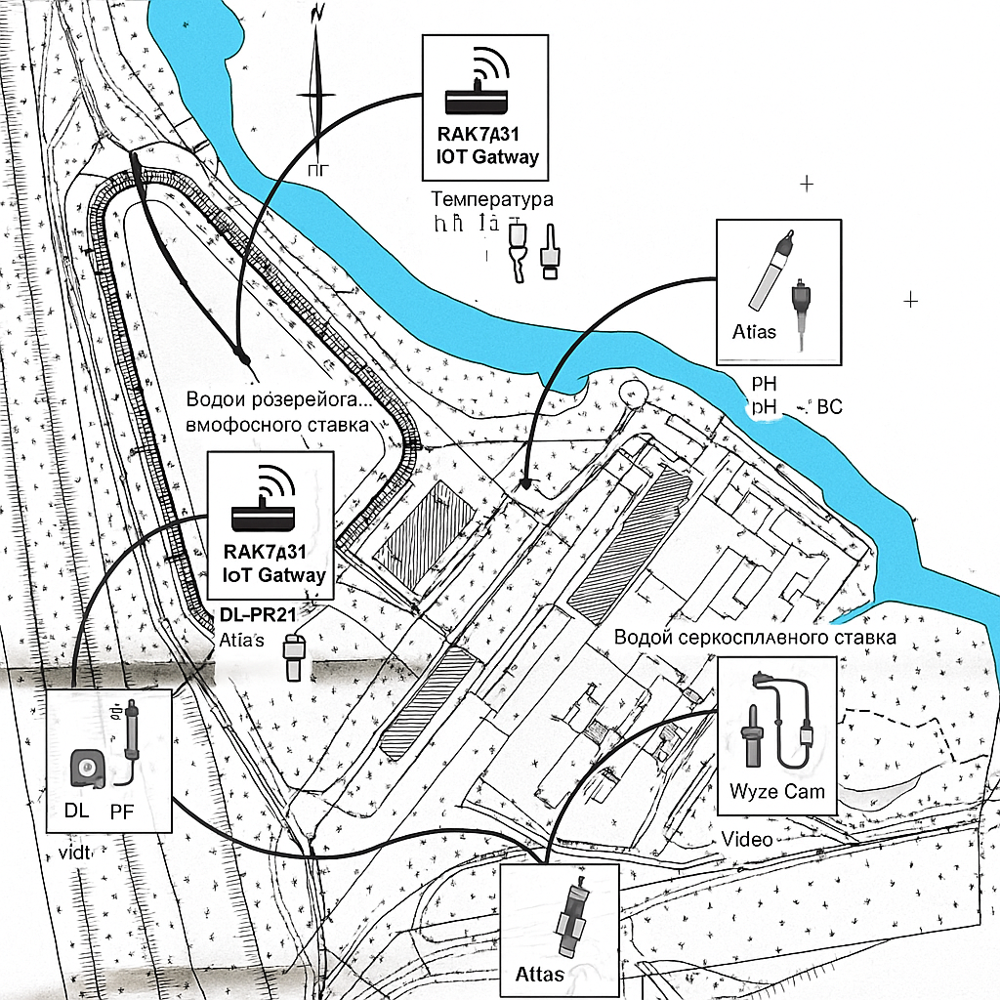 N
RAK7д31
IOT Gatway
пг
Температура
Atias
pH
pH
BC
Водои розерейога...
вмофосного ставка
RAK7д31
IoT Gatway
DL-PR21
Atia's
Водой серкосплавеного ставка
DL PF
vidt
Wyze Cam
Video
Attas